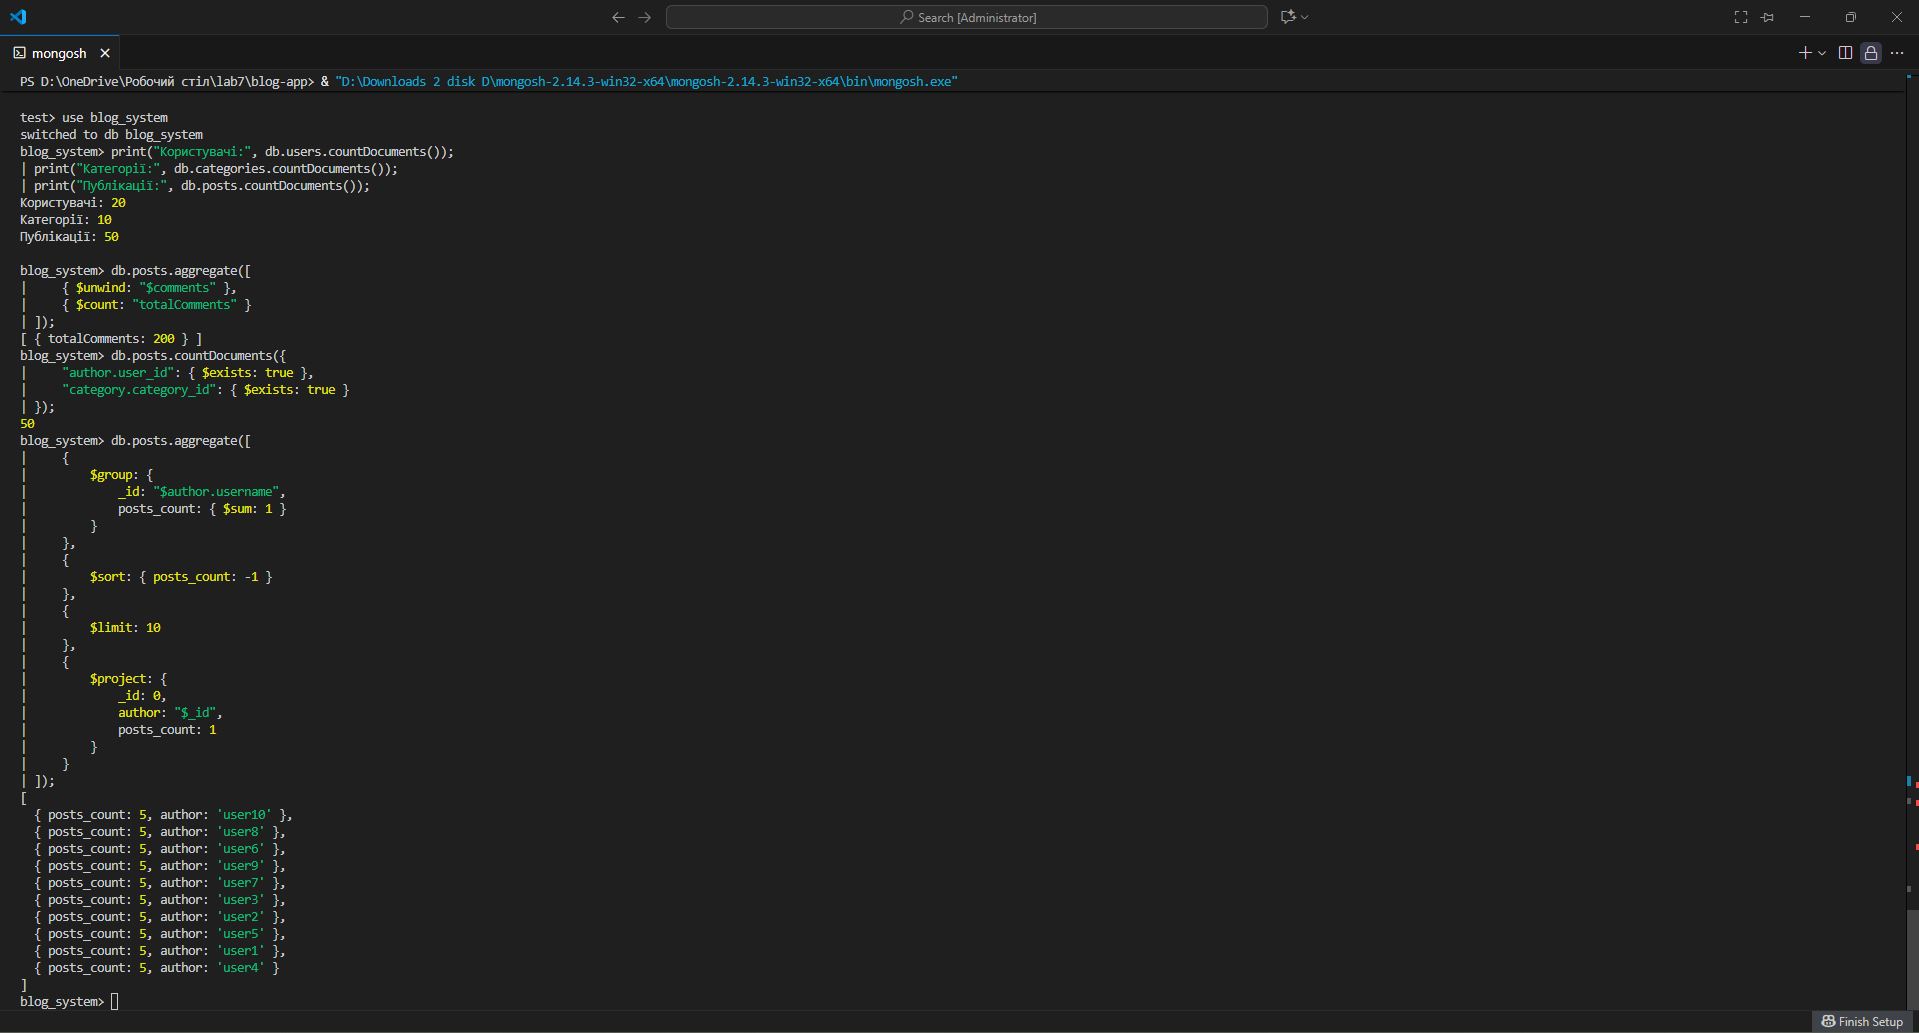 Search [Administrator]
mongosh
PS D:\OneDrive\Робочий стіл\lab7\blog-app> & "D:\Downloads 2 disk D\mongosh-2.14.3-win32-x64\mongosh-2.14.3-win32-x64\bin\mongosh.exe"
test> use blog_system
switched to db blog_system
blog_system> print("Користувачі:", db.users.countDocuments());
| print("Категорії:", db.categories.countDocuments());
| print("Публікації:", db.posts.countDocuments());
Користувачі: 20
Категорії: 10
Публікації: 50
blog_system> db.posts.aggregate([
|     { $unwind: "$comments" },
|     { $count: "totalComments" }
| ]);
[ { totalComments: 200 } ]
blog_system> db.posts.countDocuments({
|     "author.user_id": { $exists: true },
|     "category.category_id": { $exists: true }
| });
50
blog_system> db.posts.aggregate([
|     {
|         $group: {
|             _id: "$author.username",
|             posts_count: { $sum: 1 }
|         }
|     },
|     {
|         $sort: { posts_count: -1 }
|     },
|     {
|         $limit: 10
|     },
|     {
|         $project: {
|             _id: 0,
|             author: "$_id",
|             posts_count: 1
|         }
|     }
| ]);
[
  { posts_count: 5, author: 'user10' },
  { posts_count: 5, author: 'user8' },
  { posts_count: 5, author: 'user6' },
  { posts_count: 5, author: 'user9' },
  { posts_count: 5, author: 'user7' },
  { posts_count: 5, author: 'user3' },
  { posts_count: 5, author: 'user2' },
  { posts_count: 5, author: 'user5' },
  { posts_count: 5, author: 'user1' },
  { posts_count: 5, author: 'user4' }
]
blog_system>
Finish Setup